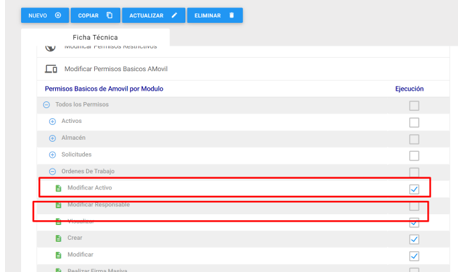 NUEVO
COPIAR
ACTUALIZAR
ELIMINAR
Ficha Técnica
Modificar Permisos Restrictivos
Modificar Permisos Basicos AMovil
Permisos Basicos de Amovil por Modulo Ejecución
Todos los Permisos
Activos
Almacén
Solicitudes
Ordenes De Trabajo
Modificar Activo
Modificar Responsable
Visualizar
Crear
Modificar
Realizar Firma Masiva